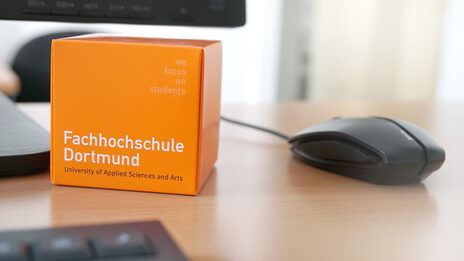 we
focus
on
students
Fachhochschule
Dortmund
University of Applied Sciences and Arts